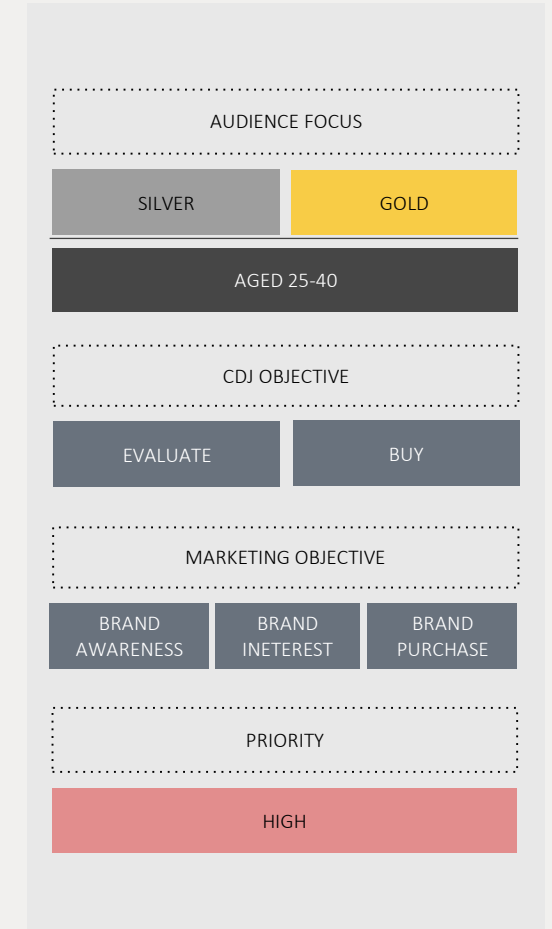 AUDIENCE FOCUS
SILVER
GOLD
AGED 25-40
CDJ OBJECTIVE
EVALUATE
BUY
MARKETING OBJECTIVE
BRAND
AWARENESS
BRAND
INETEREST
BRAND
PURCHASE
PRIORITY
HIGH